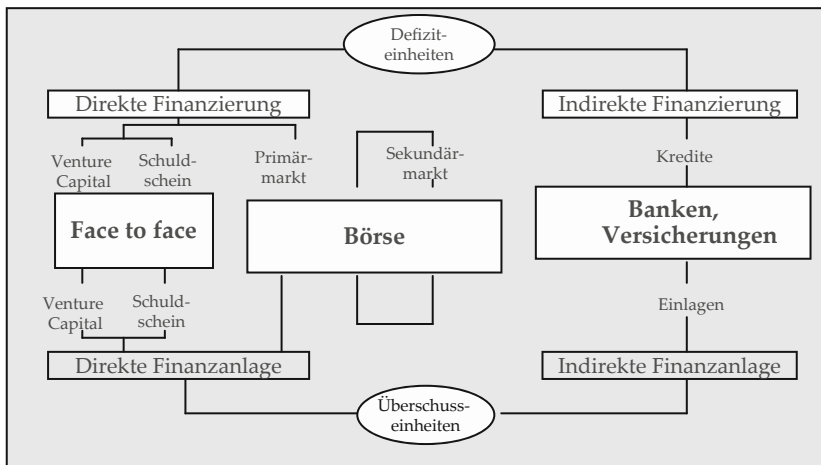 Defizit-
einheiten
Direkte Finanzierung
Indirekte Finanzierung
Venture
Capital
Schuld-
schein
Primär-
markt
Sekundär-
markt
Kredite
Face to face
Börse
Banken,
Versicherungen
Venture
Capital
Schuld-
schein
Einlagen
Direkte Finanzanlage
Indirekte Finanzanlage
Überschuss-
einheiten